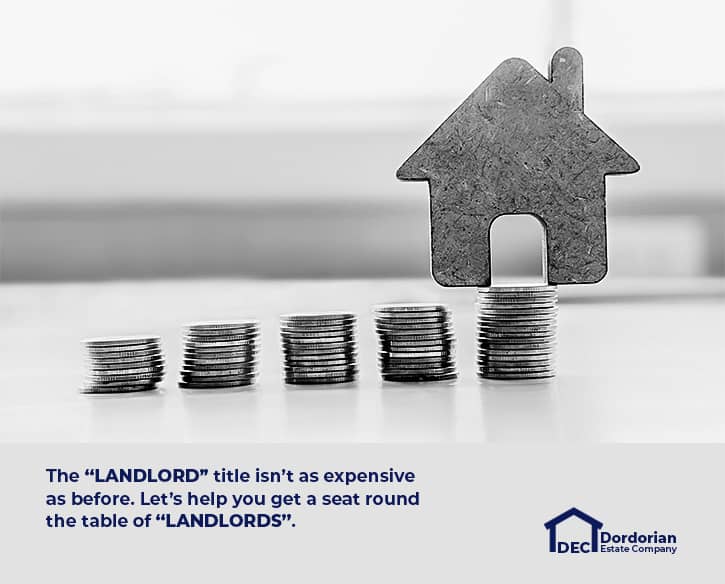 The “LANDLORD” title isn’t as expensive
as before. Let’s help you get a seat round
the table of “LANDLORDS”.
DEC
Dordorian
Estate Company